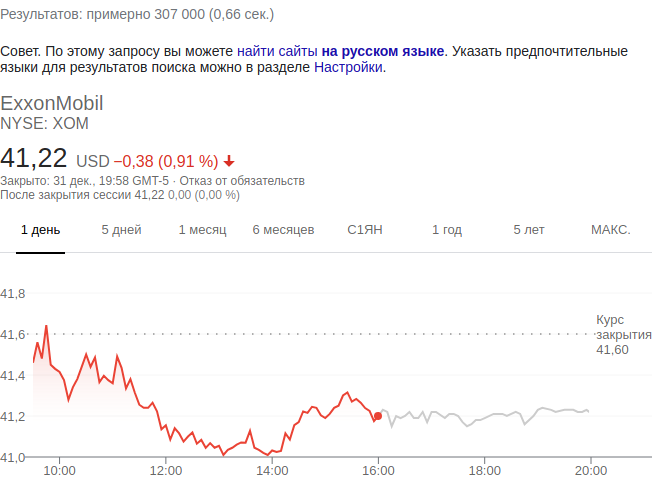 Результатов: примерно 307 000 (0,66 сек.)
Совет. По этому запросу вы можете найти сайты на русском языке. Указать предпочтительные
языки для результатов поиска можно в разделе Настройки.
ExxonMobil
NYSE: XOM
41,22 USD −0,38 (0,91 %)
Закрыто: 31 дек., 19:58 GMT-5 · Отказ от обязательств
После закрытия сессии 41,22 0,00 (0,00 %)
1 день 5 дней 1 месяц 6 месяцев С1ЯН 1 год 5 лет МАКС.
41,8
41,6
41,4
41,2
41,0
Курс
закрытия
41,60
10:00 12:00 14:00 16:00 18:00 20:00